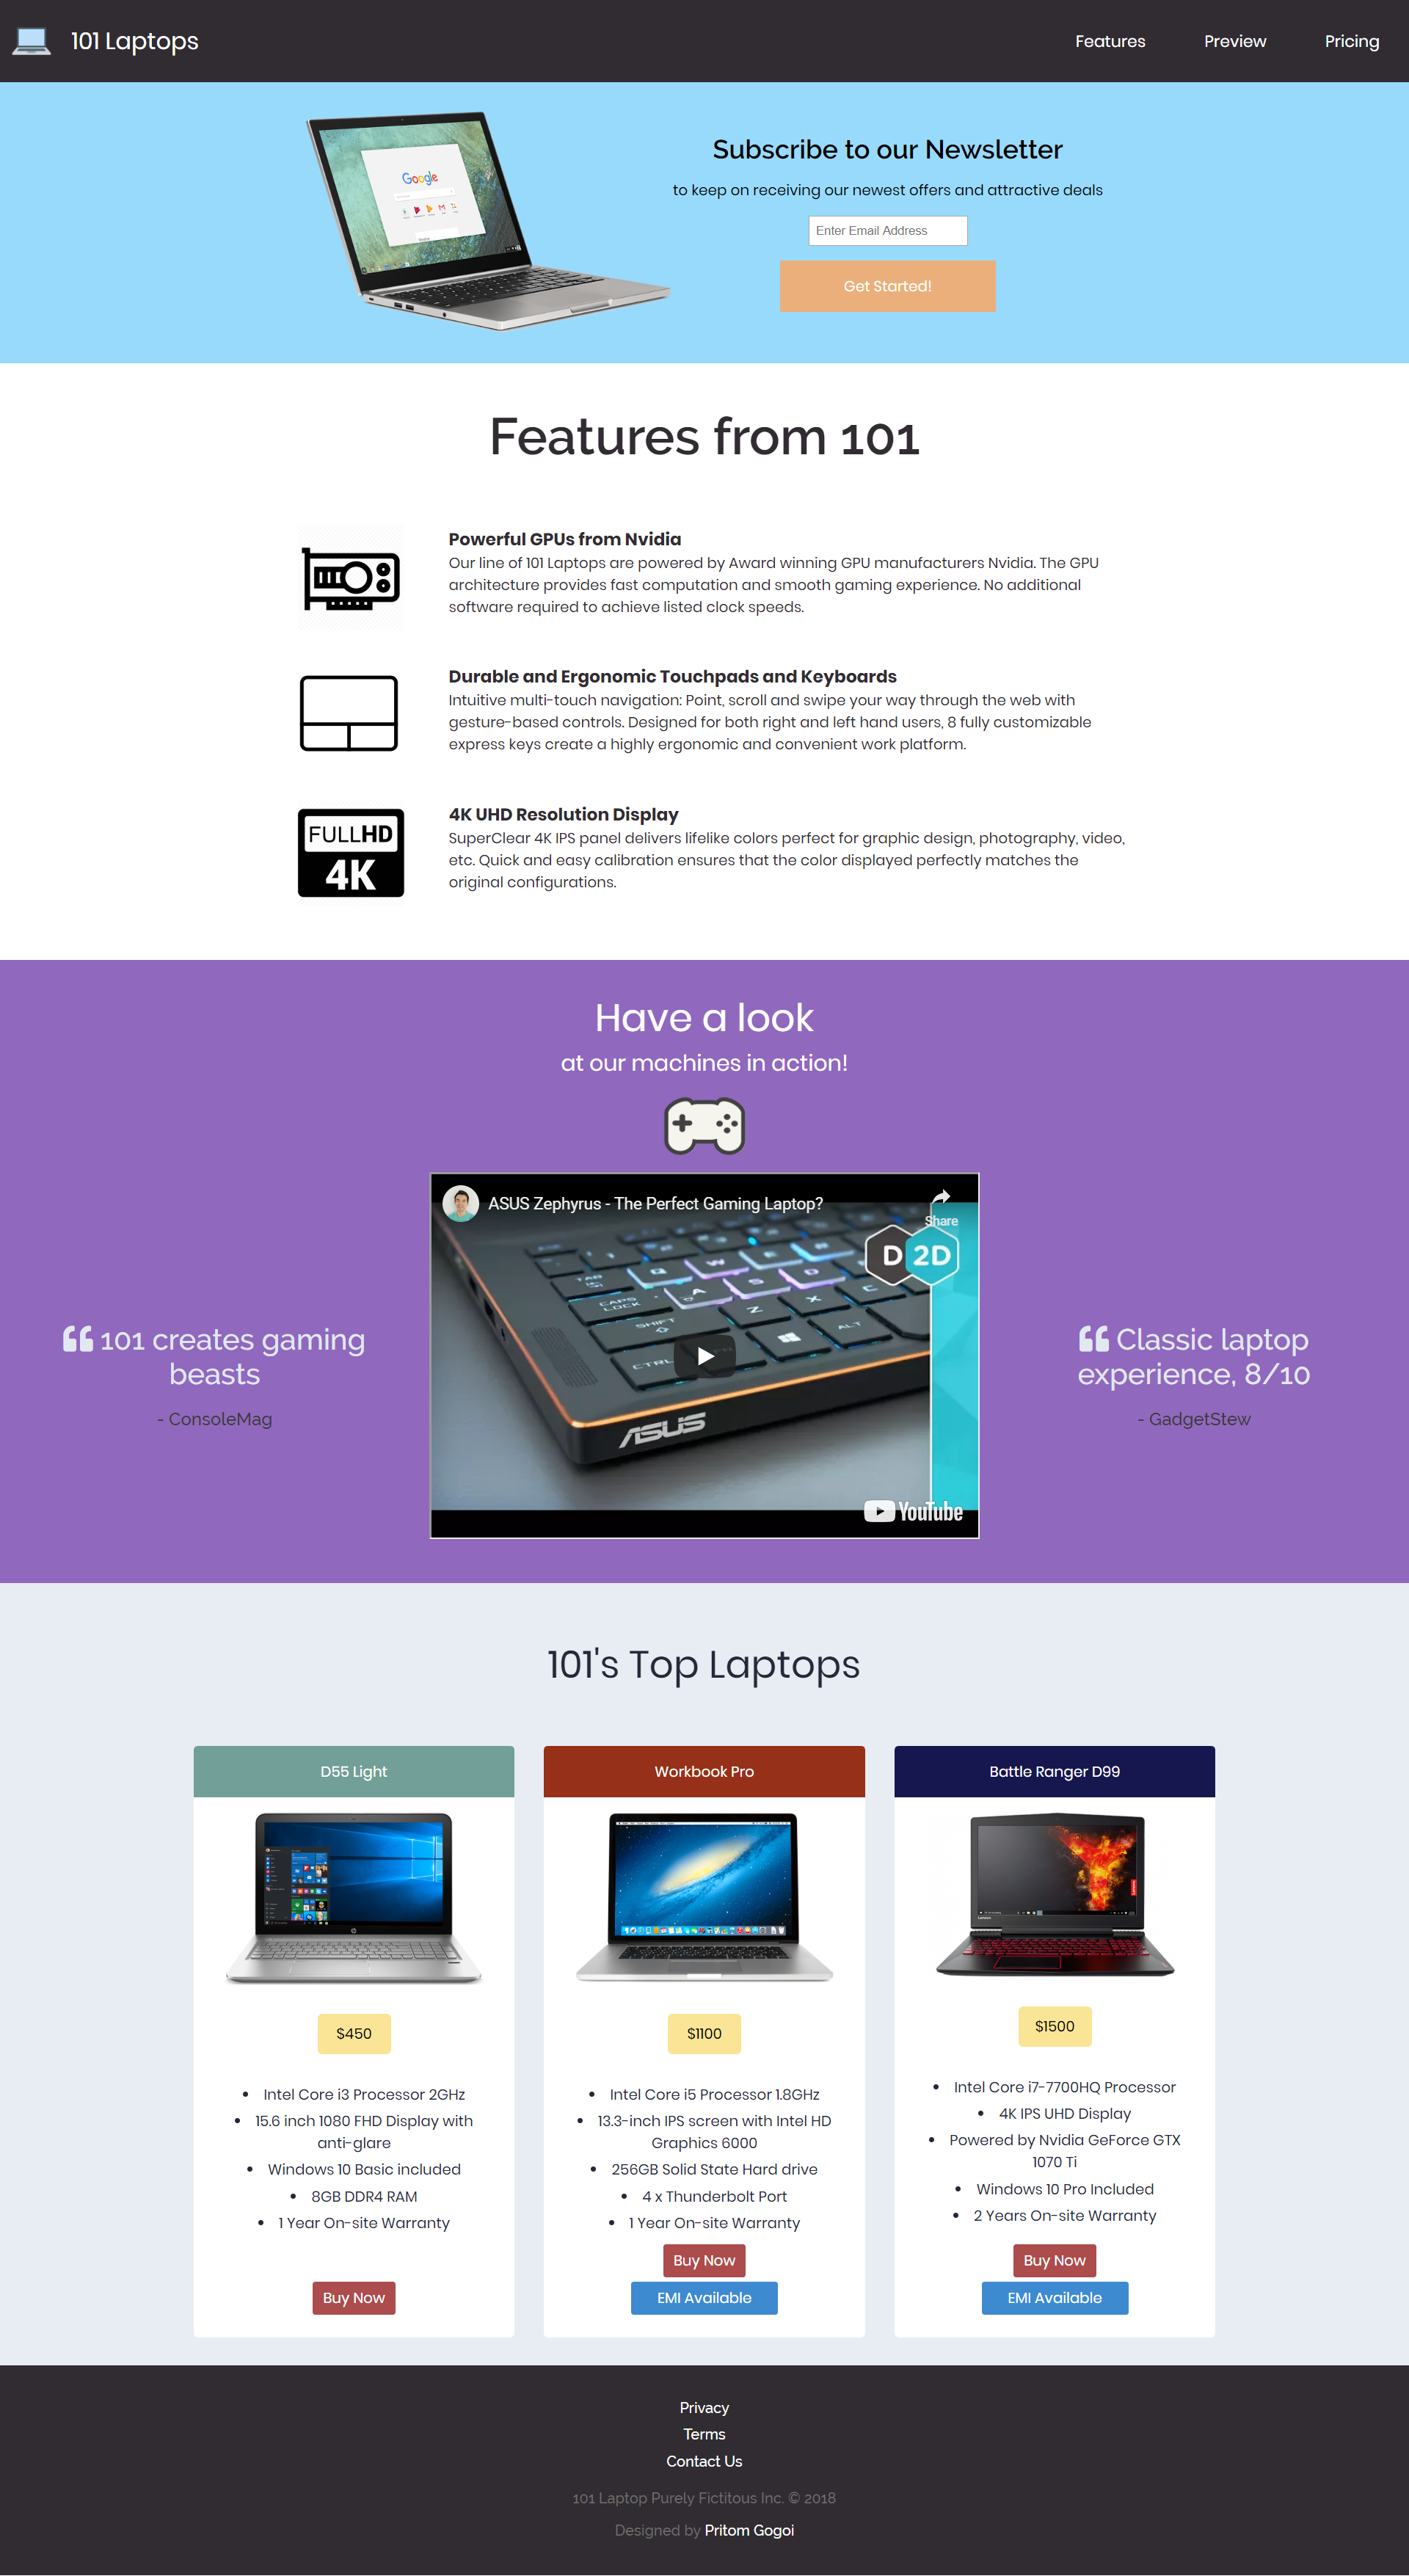 101 Laptops
Features
Preview
Pricing
Google
Subscribe to our Newsletter
to keep on receiving our newest offers and attractive deals
Enter Email Address
Get Started!
Features from 101
Powerful GPUs from Nvidia
Our line of 101 Laptops are powered by Award winning GPU manufacturers Nvidia. The GPU
architecture provides fast computation and smooth gaming experience. No additional
software required to achieve listed clock speeds.
Durable and Ergonomic Touchpads and Keyboards
Intuitive multi-touch navigation: Point, scroll and swipe your way through the web with
gesture-based controls. Designed for both right and left hand users, 8 fully customizable
express keys create a highly ergonomic and convenient work platform.
FULLHD
4K
4K UHD Resolution Display
SuperClear 4K IPS panel delivers lifelike colors perfect for graphic design, photography, video,
etc. Quick and easy calibration ensures that the color displayed perfectly matches the
original configurations.
Have a look
at our machines in action!
ASUS Zephyrus - The Perfect Gaming Laptop?
Share
D 2D
TAB
CAPS LOCK
A S D
SHIFT
Z
CTRL
ALT
ASUS
YouTube
❝ 101 creates gaming
beasts
- ConsoleMag
❝ Classic laptop
experience, 8/10
- GadgetStew
101's Top Laptops
D55 Light
$450
• Intel Core i3 Processor 2GHz
• 15.6 inch 1080 FHD Display with
anti-glare
• Windows 10 Basic included
• 8GB DDR4 RAM
• 1 Year On-site Warranty
Buy Now
Workbook Pro
$1100
• Intel Core i5 Processor 1.8GHz
• 13.3-inch IPS screen with Intel HD
Graphics 6000
• 256GB Solid State Hard drive
• 4 x Thunderbolt Port
• 1 Year On-site Warranty
Buy Now
EMI Available
Battle Ranger D99
$1500
• Intel Core i7-7700HQ Processor
• 4K IPS UHD Display
• Powered by Nvidia GeForce GTX
1070 Ti
• Windows 10 Pro Included
• 2 Years On-site Warranty
Buy Now
EMI Available
Privacy
Terms
Contact Us
101 Laptop Purely Fictitous Inc. © 2018
Designed by Pritom Gogoi